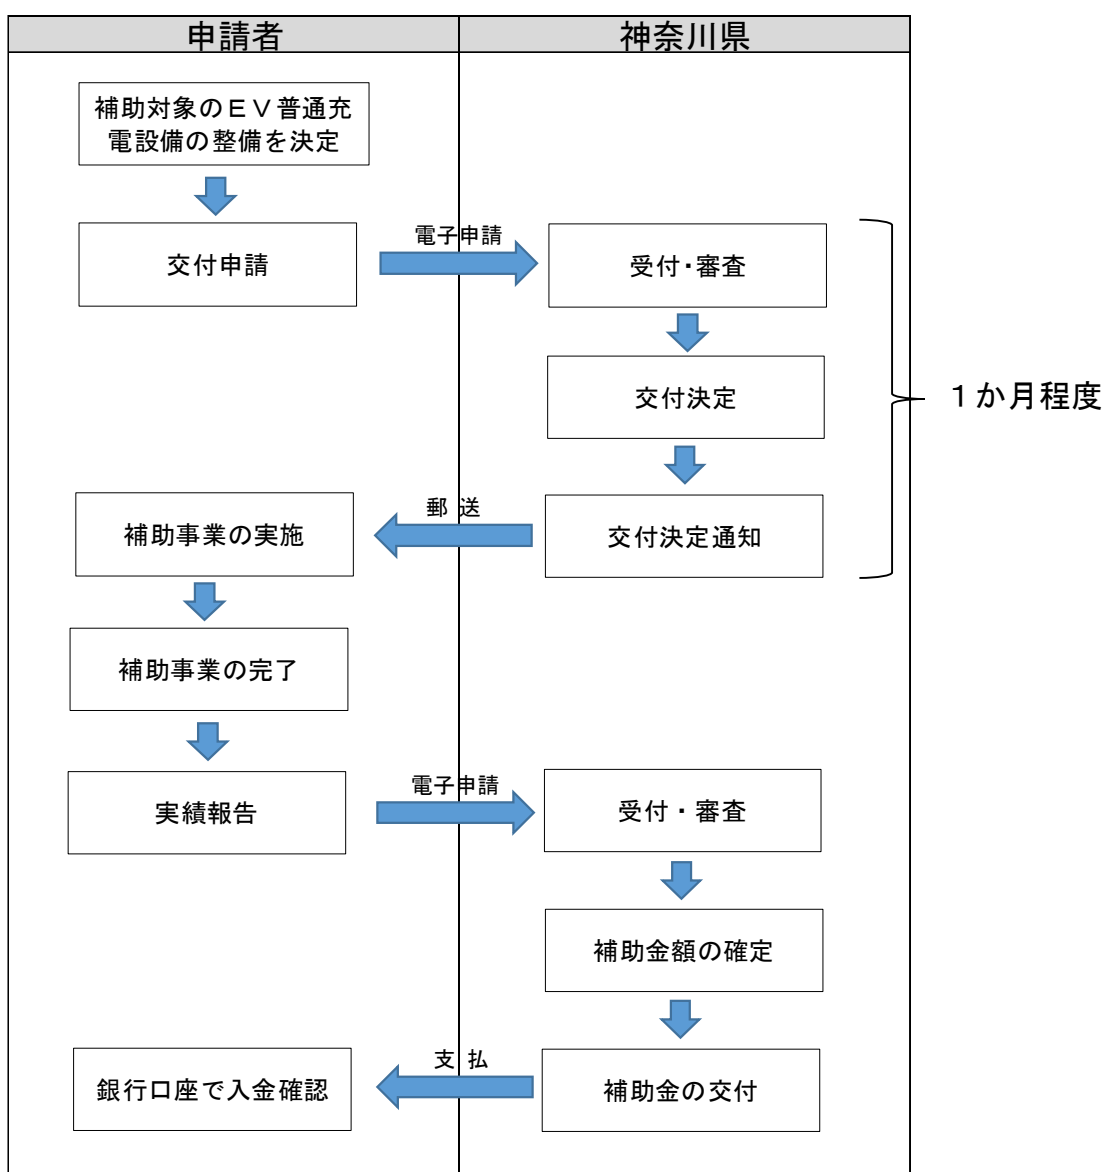 申請者
神奈川県
補助対象のＥＶ普通充
電設備の整備を決定
交付申請
電子申請
受付・審査
交付決定
１か月程度
交付決定通知
郵 送
補助事業の実施
補助事業の完了
実績報告
電子申請
受付・審査
補助金額の確定
補助金の交付
支 払
銀行口座で入金確認